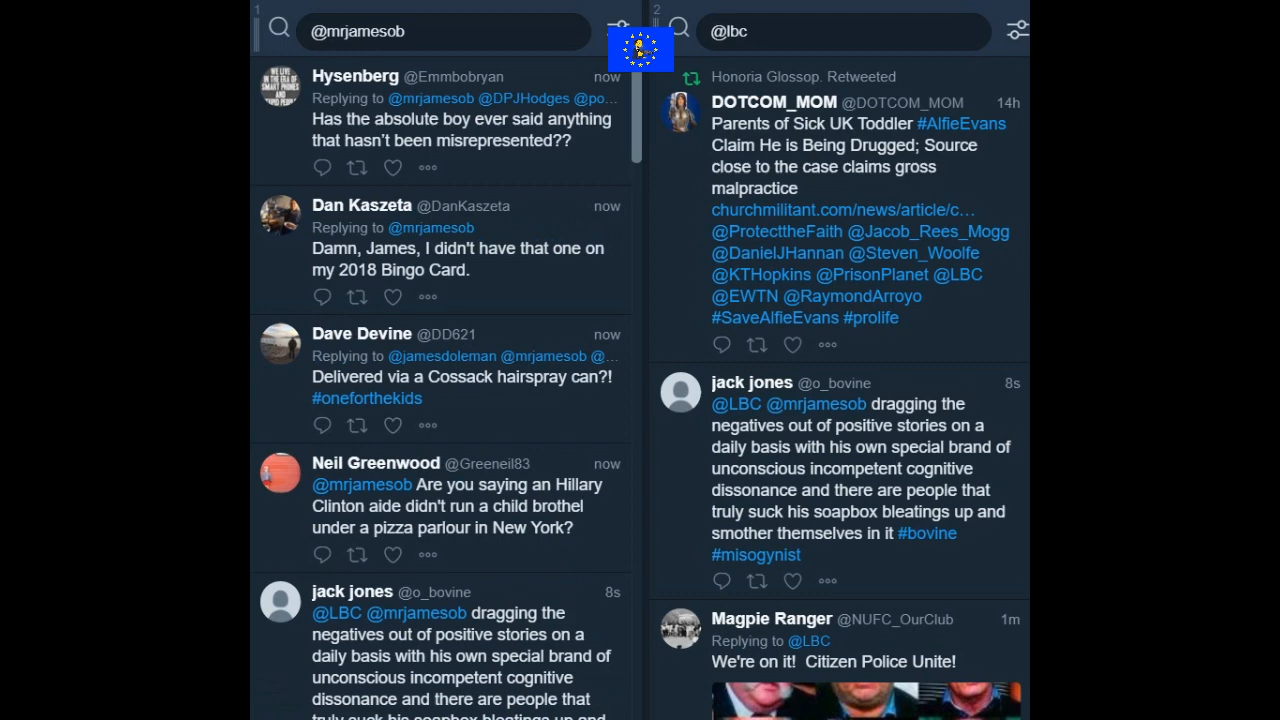 1
@mrjamesob
Hysenberg @Emmobryan now
Replying to @mrjamesob @DPJHodges @po...
Has the absolute boy ever said anything
that hasn’t been misrepresented??
Dan Kaszeta @DanKaszeta now
Replying to @mrjamesob
Damn, James, I didn't have that one on
my 2018 Bingo Card.
Dave Devine @DD621 now
Replying to @jamesdoleman @mrjamesob @...
Delivered via a Cossack hairspray can?!
#oneforthekids
Neil Greenwood @Greeneil83 now
@mrjamesob Are you saying an Hillary
Clinton aide didn't run a child brothel
under a pizza parlour in New York?
jack jones @o_bovine 8s
@LBC @mrjamesob dragging the
negatives out of positive stories on a
daily basis with his own special brand of
unconscious incompetent cognitive
dissonance and there are people that
truly suck his soapbox bleatings up and
2
@lbc
Honoria Glossop. Retweeted
DOTCOM_MOM @DOTCOM_MOM 14h
Parents of Sick UK Toddler #AlfieEvans
Claim He is Being Drugged; Source
close to the case claims gross
malpractice
churchmilitant.com/news/article/c…
@ProtecttheFaith @Jacob_Rees_Mogg
@DanielJHannan @Steven_Woolfe
@KTHopkins @PrisonPlanet @LBC
@EWTN @RaymondArroyo
#SaveAlfieEvans #prolife
jack jones @o_bovine 8s
@LBC @mrjamesob dragging the
negatives out of positive stories on a
daily basis with his own special brand of
unconscious incompetent cognitive
dissonance and there are people that
truly suck his soapbox bleatings up and
smother themselves in it #bovine
#misogynist
Magpie Ranger @NUFC_OurClub 1m
Replying to @LBC
We're on it! Citizen Police Unite!